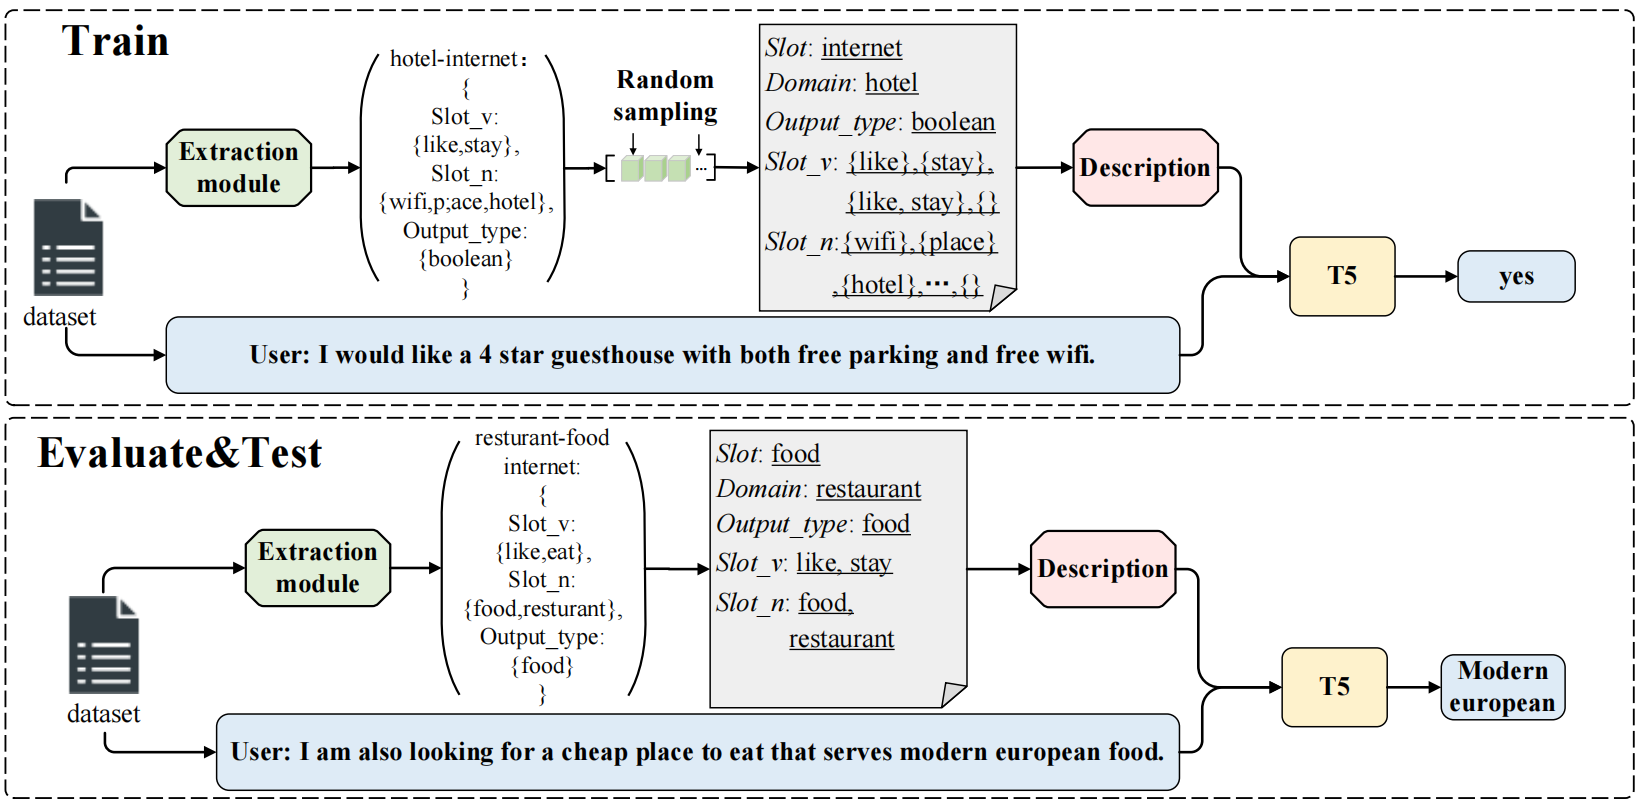 Train
dataset
Extraction
module
hotel-internet：
{
Slot_v:
{like,stay},
Slot_n:
{wifi,p;ace,hotel},
Output_type:
{boolean}
}
Random
sampling
[ ... ]
Slot: internet
Domain: hotel
Output_type: boolean
Slot_v: {like},{stay},
{like, stay},{}
Slot_n:{wifi},{place}
,{hotel},···,{}
Description
T5
yes
User: I would like a 4 star guesthouse with both free parking and free wifi.
Evaluate&Test
dataset
Extraction
module
resturant-food
internet:
{
Slot_v:
{like,eat},
Slot_n:
{food,resturant},
Output_type:
{food}
}
Slot: food
Domain: restaurant
Output_type: food
Slot_v: like, stay
Slot_n: food,
restaurant
Description
T5
Modern
european
User: I am also looking for a cheap place to eat that serves modern european food.